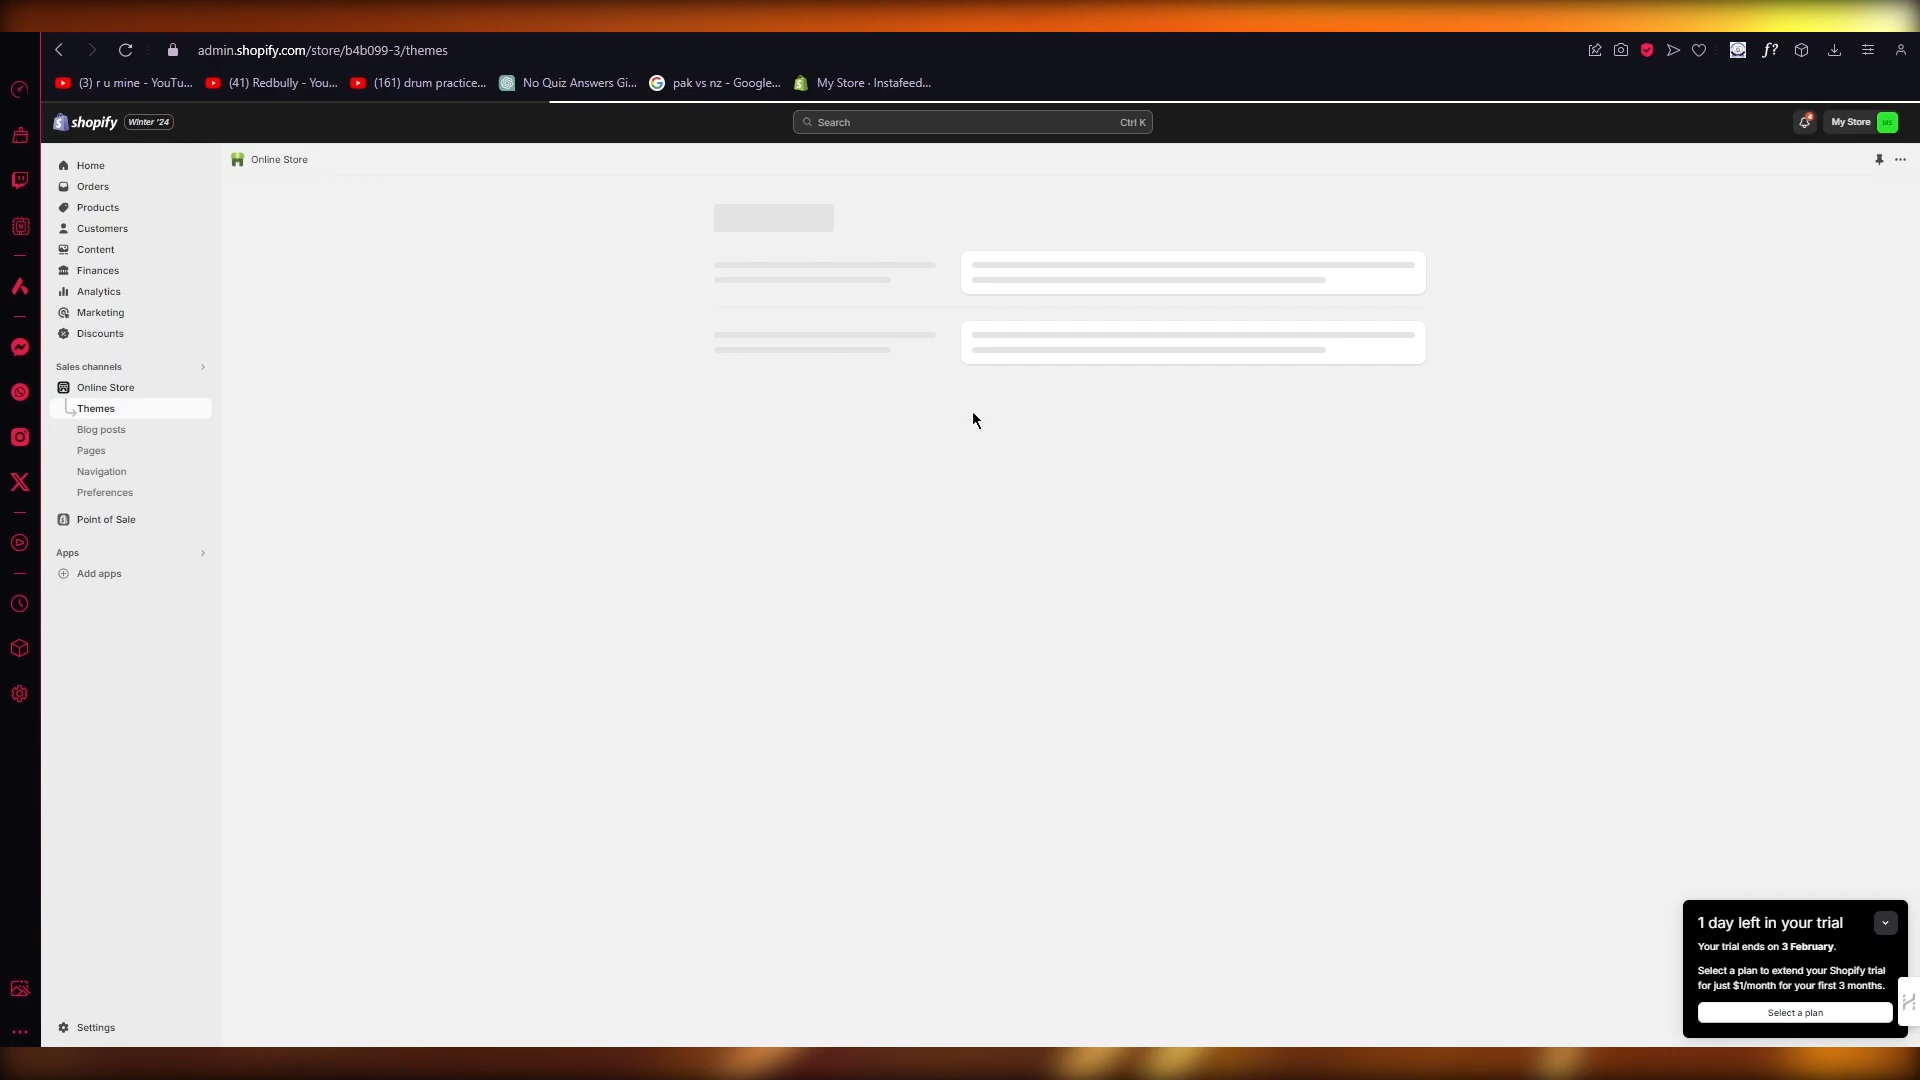 admin.shopify.com/store/b4b099-3/themes
(3) r u mine - YouTu...
(41) Redbully - You...
(161) drum practice...
No Quiz Answers Gi...
pak vs nz - Google...
My Store · Instafeed...
shopify
Winter '24
Search
Ctrl K
4
My Store
MS
Home
Orders
Products
Customers
Content
Finances
Analytics
Marketing
Discounts
Sales channels
Online Store
Themes
Blog posts
Pages
Navigation
Preferences
Point of Sale
Apps
Add apps
Settings
Online Store
1 day left in your trial
Your trial ends on 3 February.
Select a plan to extend your Shopify trial
for just $1/month for your first 3 months.
Select a plan